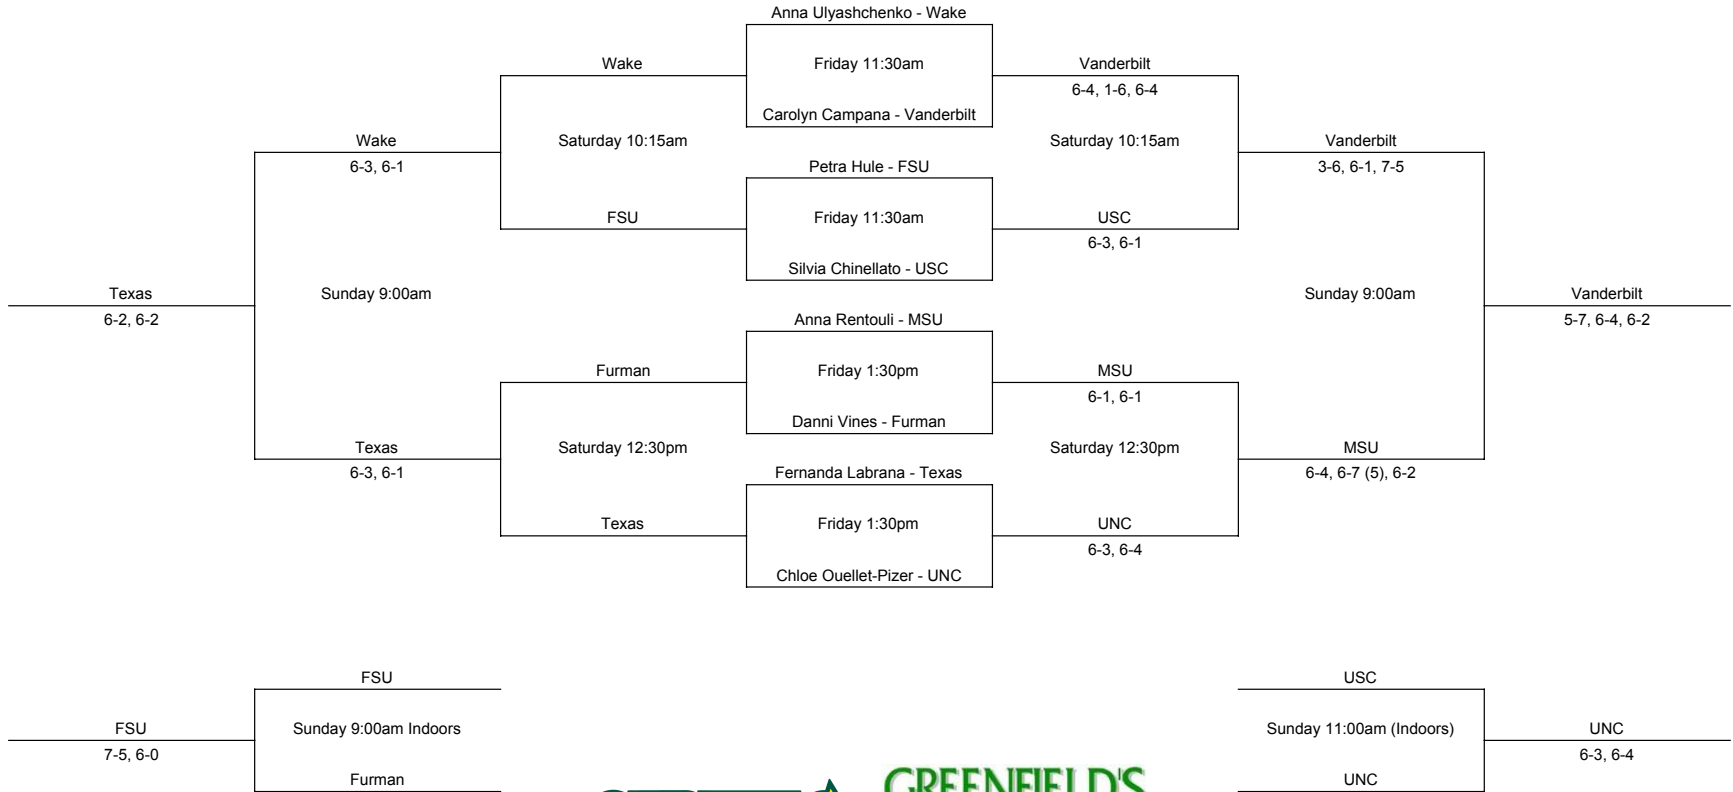 Anna Ulyashchenko - Wake
Wake
Friday 11:30am
Vanderbilt
6-4, 1-6, 6-4
Carolyn Campana - Vanderbilt
Wake
Saturday 10:15am
Saturday 10:15am
Vanderbilt
6-3, 6-1
Petra Hule - FSU
3-6, 6-1, 7-5
FSU
Friday 11:30am
USC
6-3, 6-1
Silvia Chinellato - USC
Texas
Sunday 9:00am
Sunday 9:00am
Vanderbilt
6-2, 6-2
Anna Rentouli - MSU
5-7, 6-4, 6-2
Furman
Friday 1:30pm
MSU
6-1, 6-1
Danni Vines - Furman
Texas
Saturday 12:30pm
Saturday 12:30pm
MSU
6-3, 6-1
Fernanda Labrana - Texas
6-4, 6-7 (5), 6-2
Texas
Friday 1:30pm
UNC
6-3, 6-4
Chloe Ouellet-Pizer - UNC
FSU
USC
FSU
Sunday 9:00am Indoors
Sunday 11:00am (Indoors)
UNC
7-5, 6-0
6-3, 6-4
Furman
GREENFIELD'S
UNC